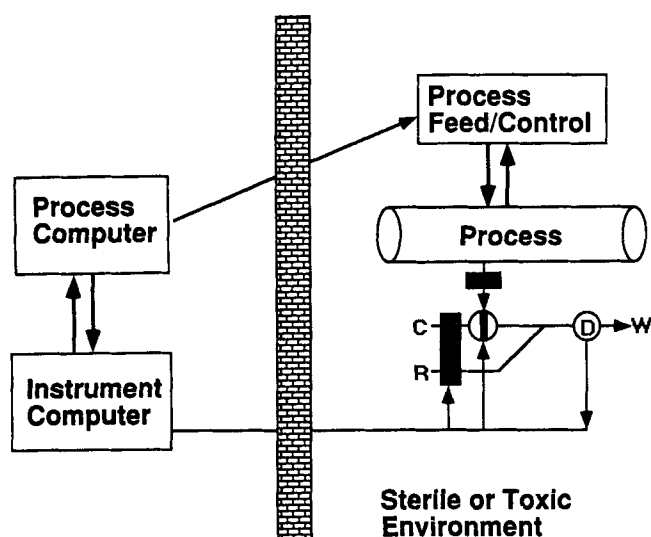 Process
Feed/Control
Process
Computer
Process
C
D
W
R
Instrument
Computer
Sterile or Toxic
Environment